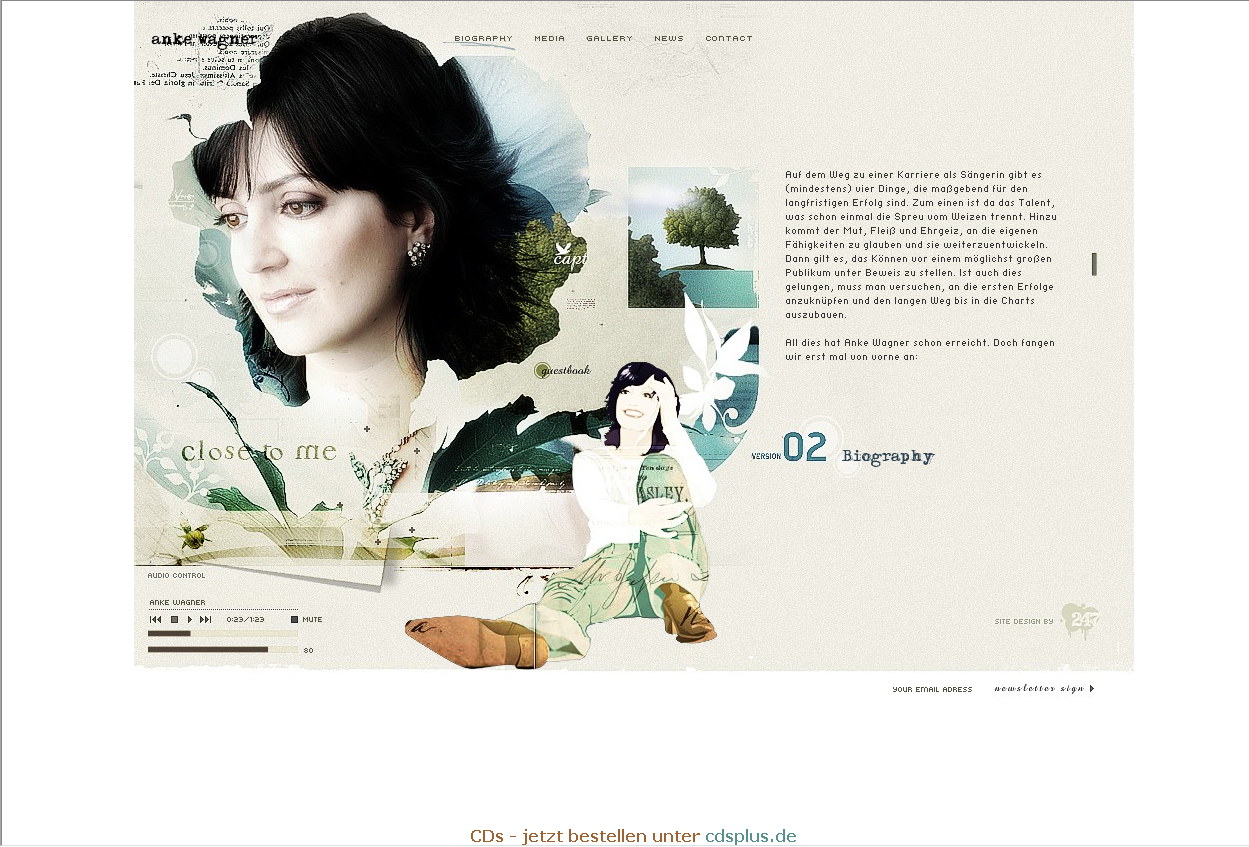 anke wagner
BIOGRAPHY MEDIA GALLERY NEWS CONTACT
Auf dem Weg zu einer Karriere als Sängerin gibt es
(mindestens) vier Dinge, die maßgebend für den
langfristigen Erfolg sind. Zum einen ist da das Talent,
was schon einmal die Spreu vom Weizen trennt. Hinzu
kommt der Mut, Fleiß und Ehrgeiz, an die eigenen
Fähigkeiten zu glauben und sie weiterzuentwickeln.
Dann gilt es, das Können vor einem möglichst großen
Publikum unter Beweis zu stellen. Ist auch dies
gelungen, muss man versuchen, an die ersten Erfolge
anzuknüpfen und den langen Weg bis in die Charts
auszubauen.
All dies hat Anke Wagner schon erreicht. Doch fangen
wir erst mal von vorne an:
capt
guestbook
close to me
VERSION 02 Biography
AUDIO CONTROL
ANKE WAGNER
0:23/1:23 MUTE
80
SITE DESIGN BY 247
YOUR EMAIL ADRESS newsletter sign
CDs - jetzt bestellen unter cdsplus.de